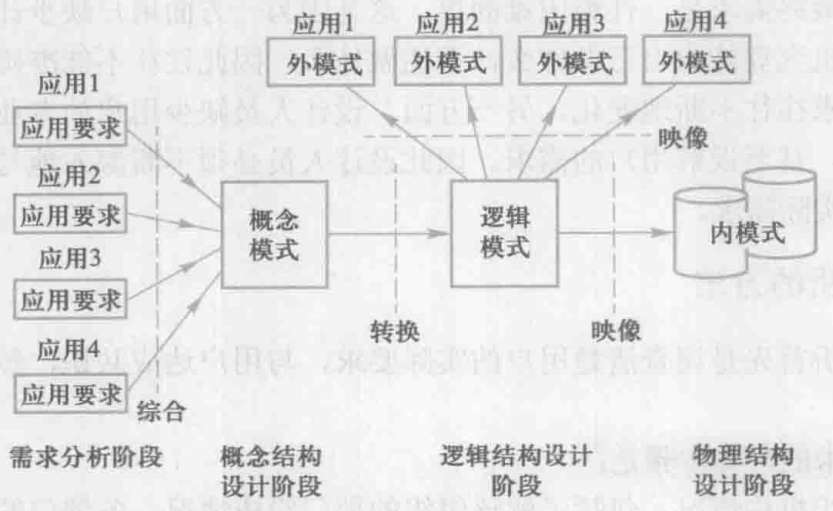 应用1 应用2 应用3 应用4
外模式 外模式 外模式 外模式
应用1
应用要求
映像
应用2
应用要求
概念
模式
逻辑
模式
内模式
应用3
应用要求
转换
映像
应用4
应用要求
综合
需求分析阶段
概念结构
设计阶段
逻辑结构设计
阶段
物理结构
设计阶段